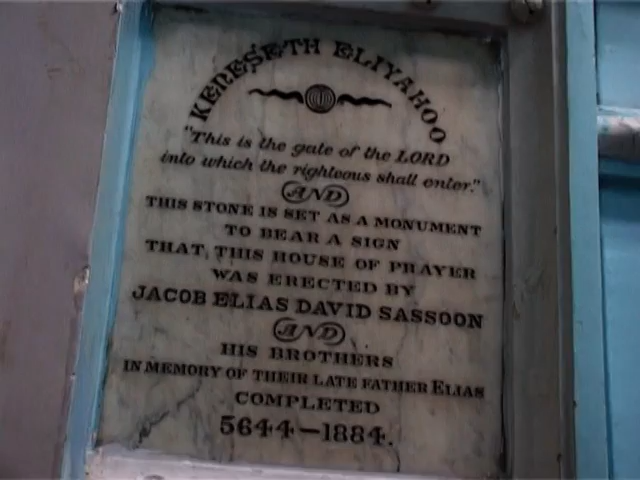 KENESETH ELIYAHOO
"This is the gate of the LORD
into which the righteous shall enter."
AND
THIS STONE IS SET AS A MONUMENT
TO BEAR A SIGN
THAT, THIS HOUSE OF PRAYER
WAS ERECTED BY
JACOB ELIAS DAVID SASSOON
AND
HIS BROTHERS
IN MEMORY OF THEIR LATE FATHER ELIAS
COMPLETED
5644-1884.